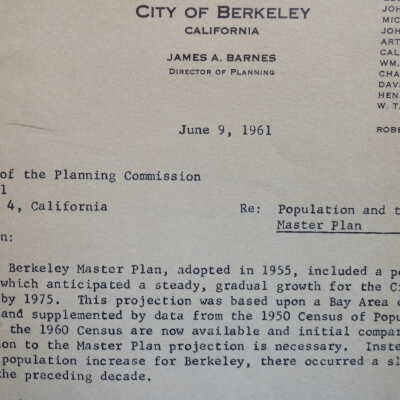 CITY OF BERKELEY
CALIFORNIA
JAMES A. BARNES
DIRECTOR OF PLANNING
JOH
MIC
JOH
ART
CAL
WM.
CHA
DAV
HEN
W. T.
ROBE
June 9, 1961
of the Planning Commission
l
4, California
Re: Population and t
Master Plan
n:
Berkeley Master Plan, adopted in 1955, included a p
which anticipated a steady, gradual growth for the Ci
by 1975. This projection was based upon a Bay Area
and supplemented by data from the 1950 Census of Popu
the 1960 Census are now available and initial compa
on to the Master Plan projection is necessary. Inste
population increase for Berkeley, there occurred a sl
the preceding decade.